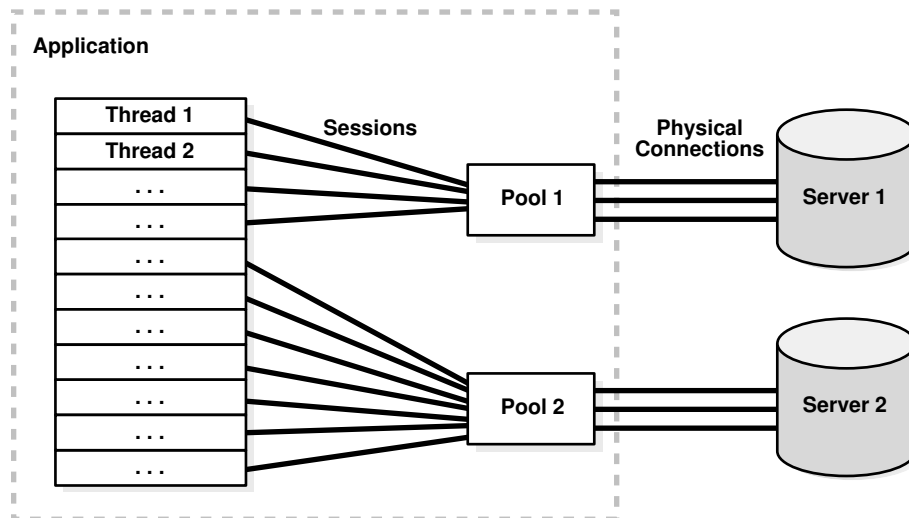 Application
Thread 1
Thread 2
. . .
. . .
. . .
. . .
. . .
. . .
. . .
. . .
. . .
Sessions
Pool 1
Pool 2
Physical
Connections
Server 1
Server 2